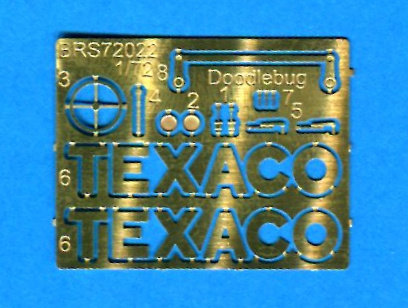 BRS72022
1/72
3
8
Doodlebug
4
2
1
7
5
6
TEXACO
6
TEXACO